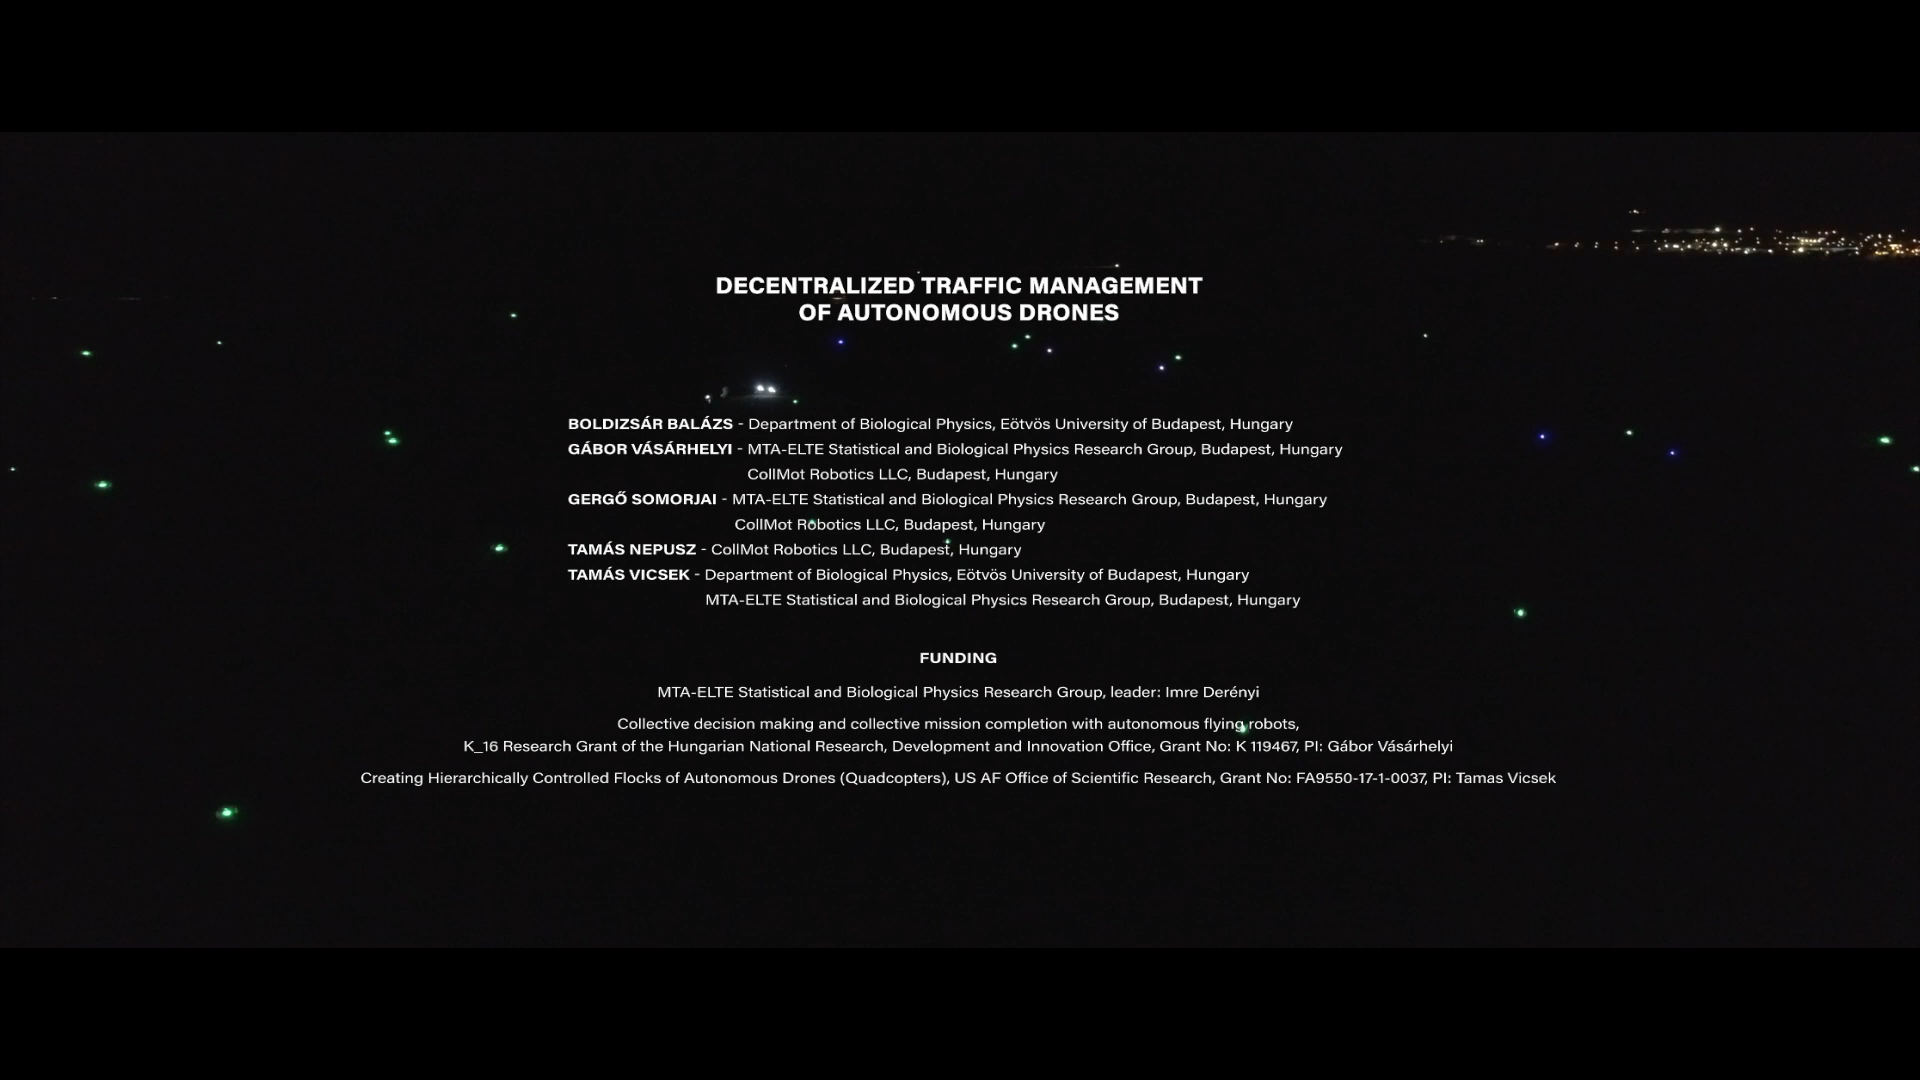 DECENTRALIZED TRAFFIC MANAGEMENT
OF AUTONOMOUS DRONES
BOLDIZSÁR BALÁZS - Department of Biological Physics, Eötvös University of Budapest, Hungary
GÁBOR VÁSÁRHELYI - MTA-ELTE Statistical and Biological Physics Research Group, Budapest, Hungary
CollMot Robotics LLC, Budapest, Hungary
GERGŐ SOMORJAI - MTA-ELTE Statistical and Biological Physics Research Group, Budapest, Hungary
CollMot Robotics LLC, Budapest, Hungary
TAMÁS NEPUSZ - CollMot Robotics LLC, Budapest, Hungary
TAMÁS VICSEK - Department of Biological Physics, Eötvös University of Budapest, Hungary
MTA-ELTE Statistical and Biological Physics Research Group, Budapest, Hungary
FUNDING
MTA-ELTE Statistical and Biological Physics Research Group, leader: Imre Derényi
Collective decision making and collective mission completion with autonomous flying robots,
K_16 Research Grant of the Hungarian National Research, Development and Innovation Office, Grant No: K 119467, PI: Gábor Vásárhelyi
Creating Hierarchically Controlled Flocks of Autonomous Drones (Quadcopters), US AF Office of Scientific Research, Grant No: FA9550-17-1-0037, PI: Tamas Vicsek